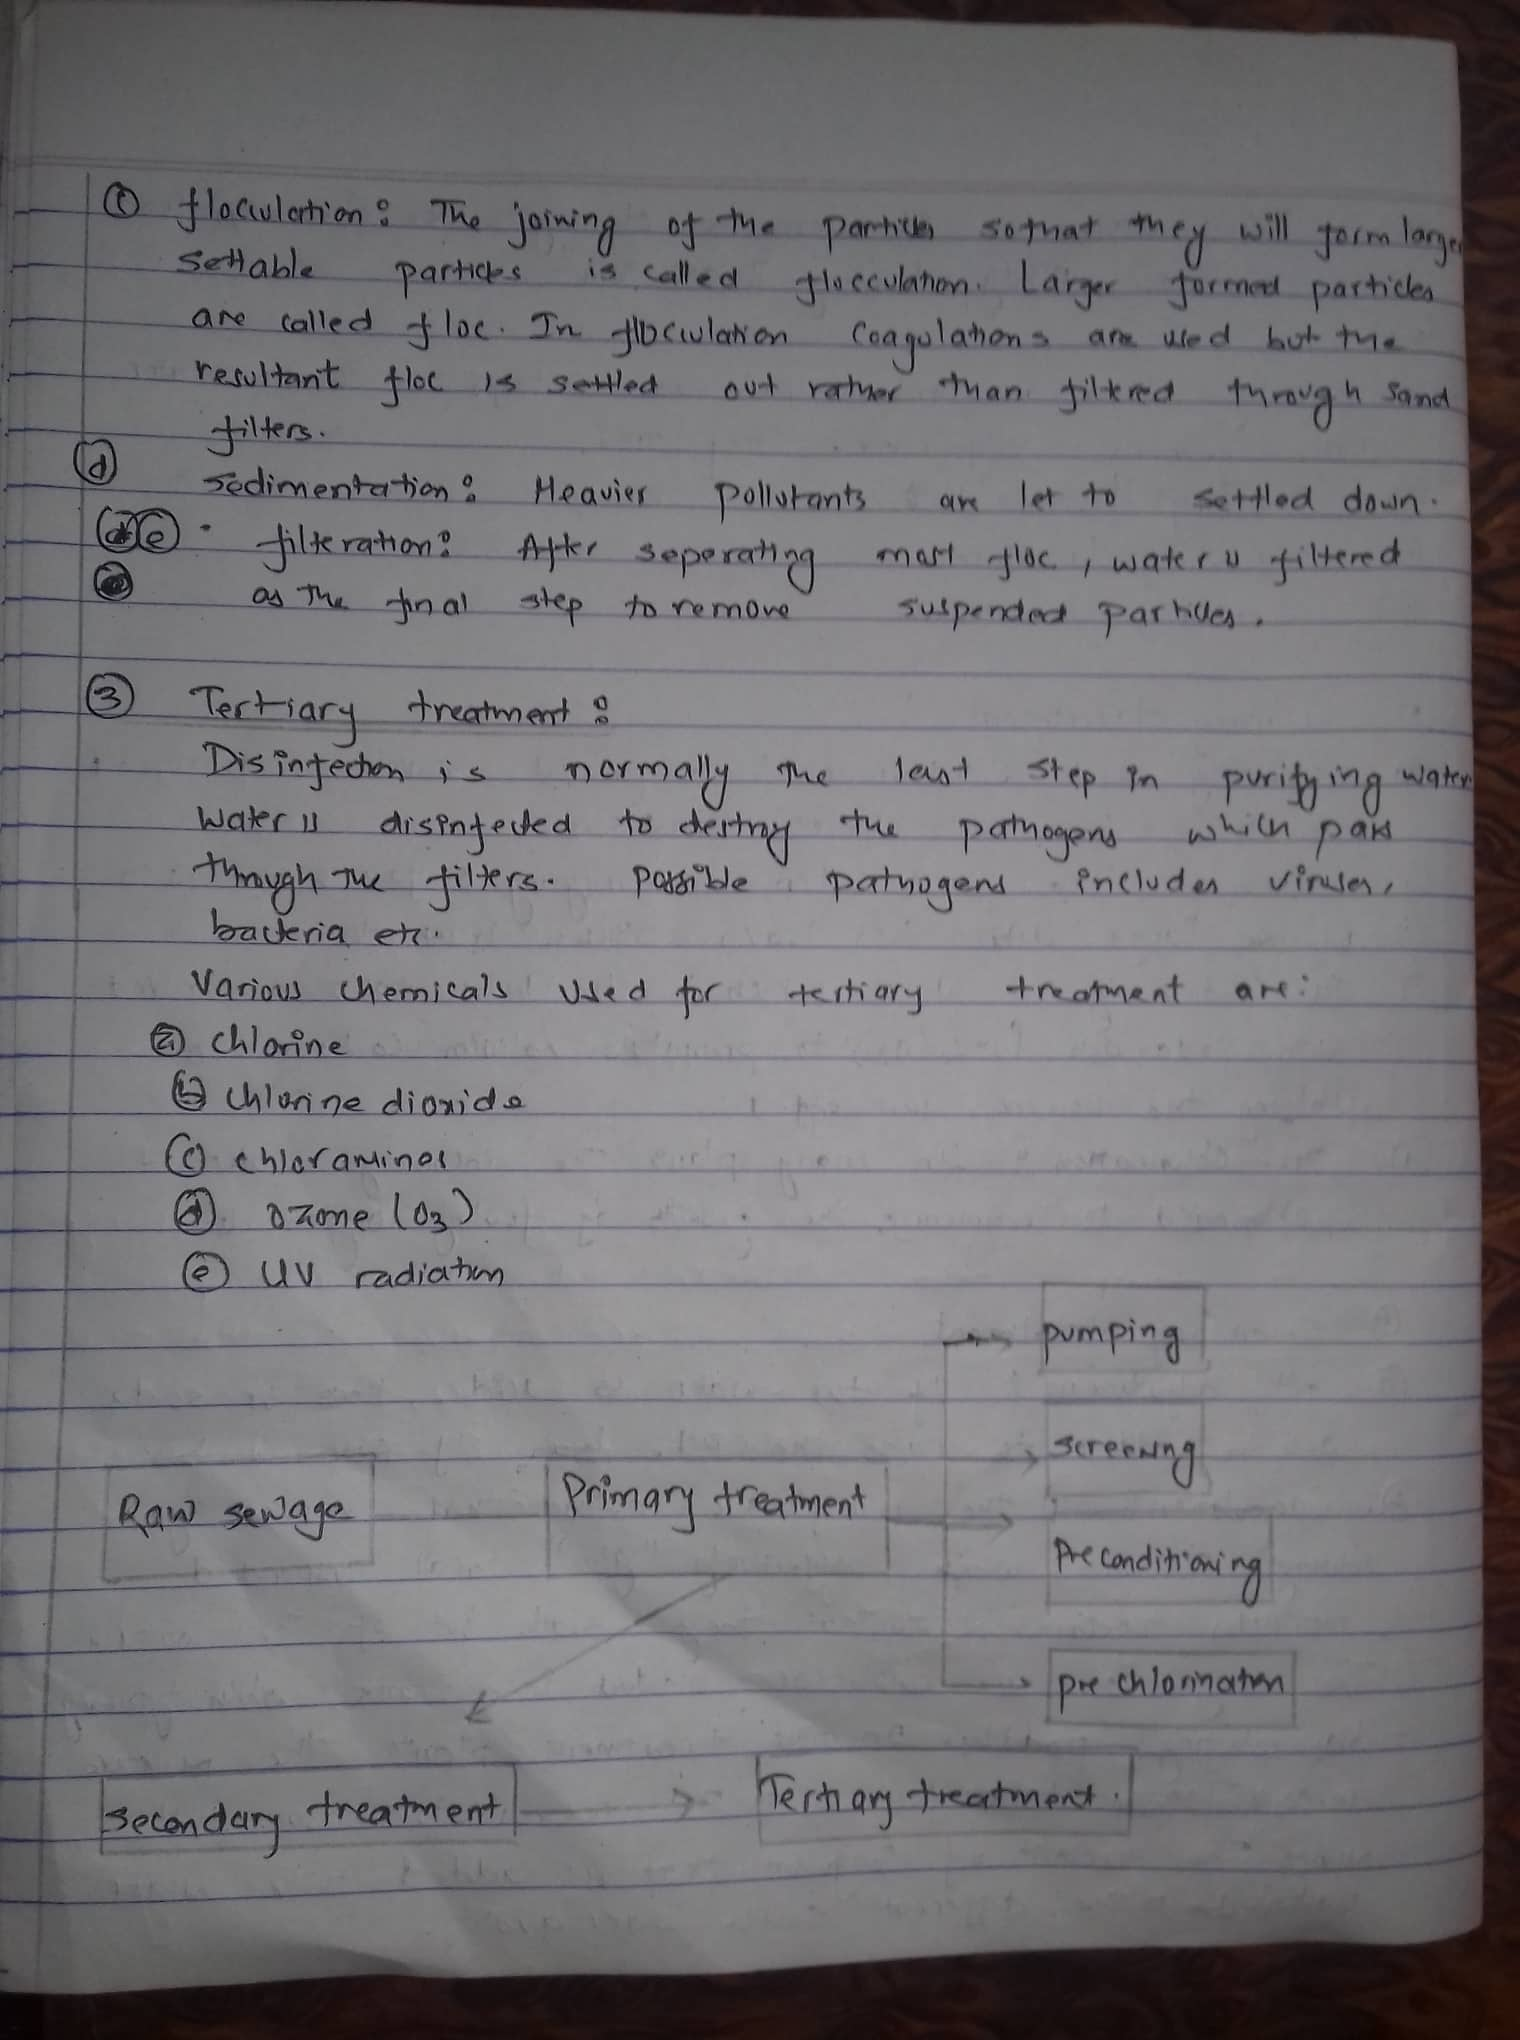 (c) flocculation: The joining of the particles so that they will form larger
settable particles is called flocculation. Larger formed particles
are called floc. In flocculation coagulations are used but the
resultant floc is settled out rather than filtered through sand
filters.
(d) sedimentation: Heavier pollutants are let to settled down.
(e) filteration: After seperating most floc, water is filtered
as the final step to remove suspended particles.
(3) Tertiary treatment:
Disinfection is normally the last step in purifying water
water is disinfected to destroy the pathogens which pass
through the filters. possible pathogens includes viruses,
bacteria etc.
Various chemicals used for tertiary treatment are:
(a) chlorine
(b) chlorine dioxide
(c) chloramines
(d) ozone (O3)
(e) UV radiation
pumping
screening
Raw sewage Primary treatment
Preconditioning
pre chlorination
secondary treatment Tertiary treatment.